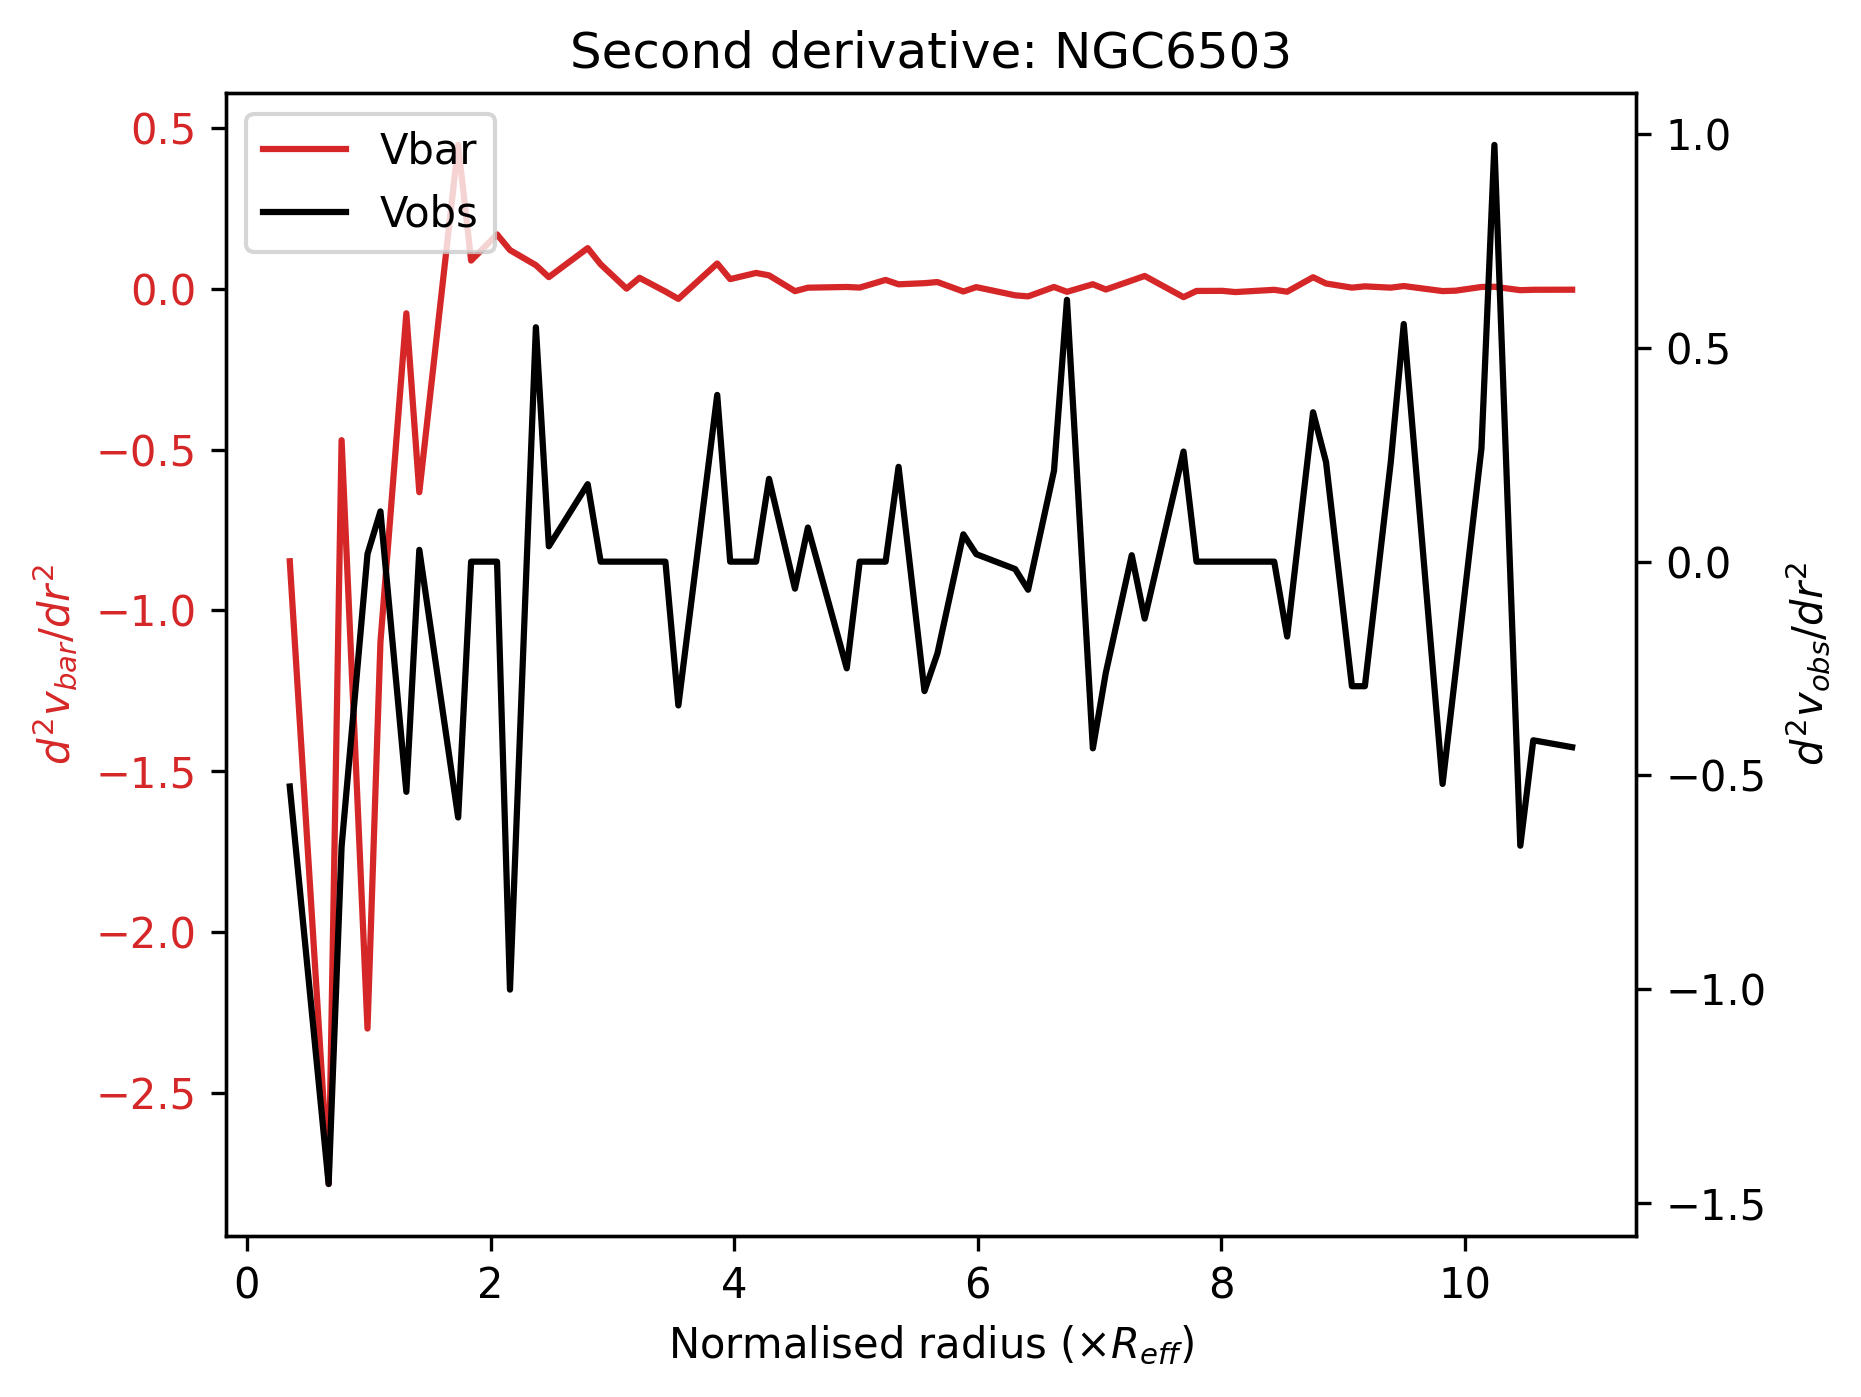 Second derivative: NGC6503
Vbar
Vobs
0.5
0.0
−0.5
−1.0
−1.5
−2.0
−2.5
d²v_bar/dr²
1.0
0.5
0.0
−0.5
−1.0
−1.5
d²v_obs/dr²
0 2 4 6 8 10
Normalised radius (×R_eff)